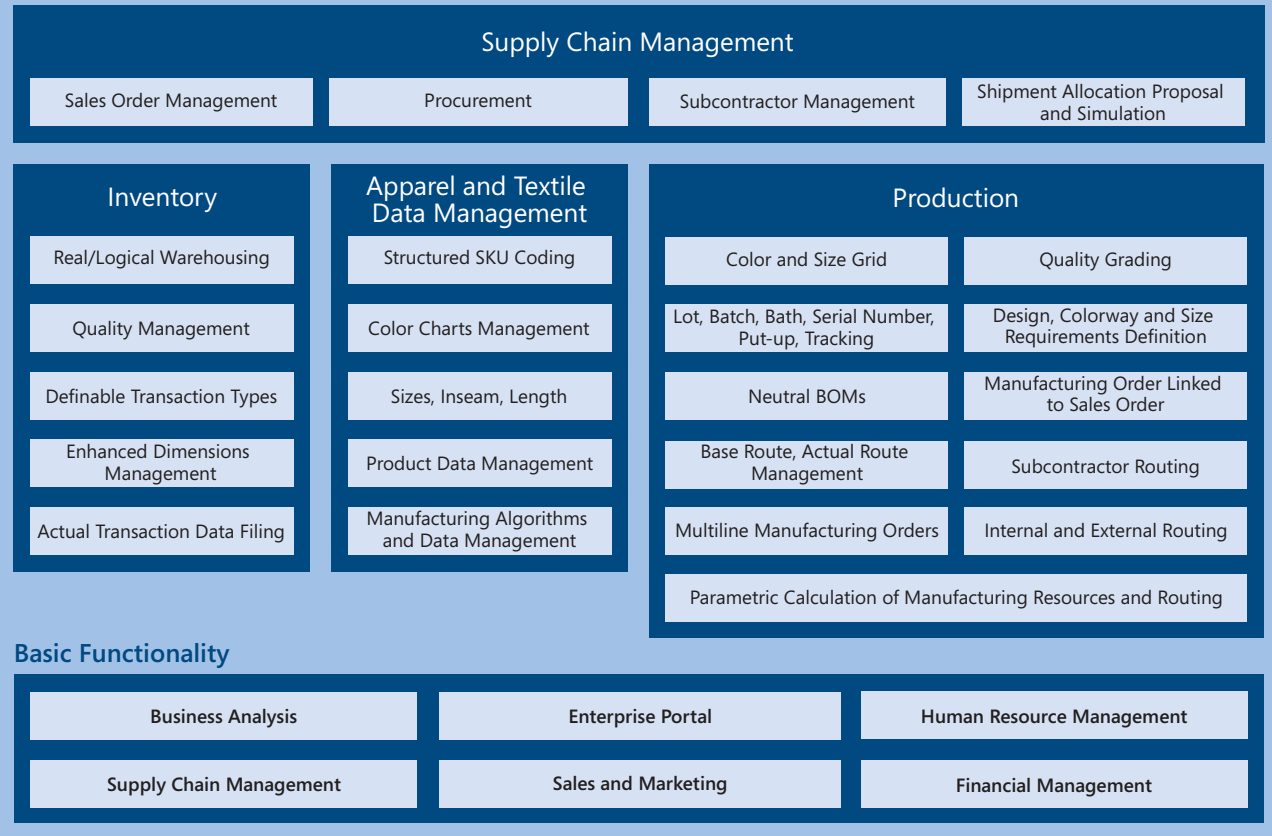 Supply Chain Management
Sales Order Management
Procurement
Subcontractor Management
Shipment Allocation Proposal
and Simulation
Inventory
Real/Logical Warehousing
Quality Management
Definable Transaction Types
Enhanced Dimensions
Management
Actual Transaction Data Filing
Apparel and Textile
Data Management
Structured SKU Coding
Color Charts Management
Sizes, Inseam, Length
Product Data Management
Manufacturing Algorithms
and Data Management
Production
Color and Size Grid
Quality Grading
Lot, Batch, Bath, Serial Number,
Put-up, Tracking
Design, Colorway and Size
Requirements Definition
Neutral BOMs
Manufacturing Order Linked
to Sales Order
Base Route, Actual Route
Management
Subcontractor Routing
Multiline Manufacturing Orders
Internal and External Routing
Parametric Calculation of Manufacturing Resources and Routing
Basic Functionality
Business Analysis
Enterprise Portal
Human Resource Management
Supply Chain Management
Sales and Marketing
Financial Management